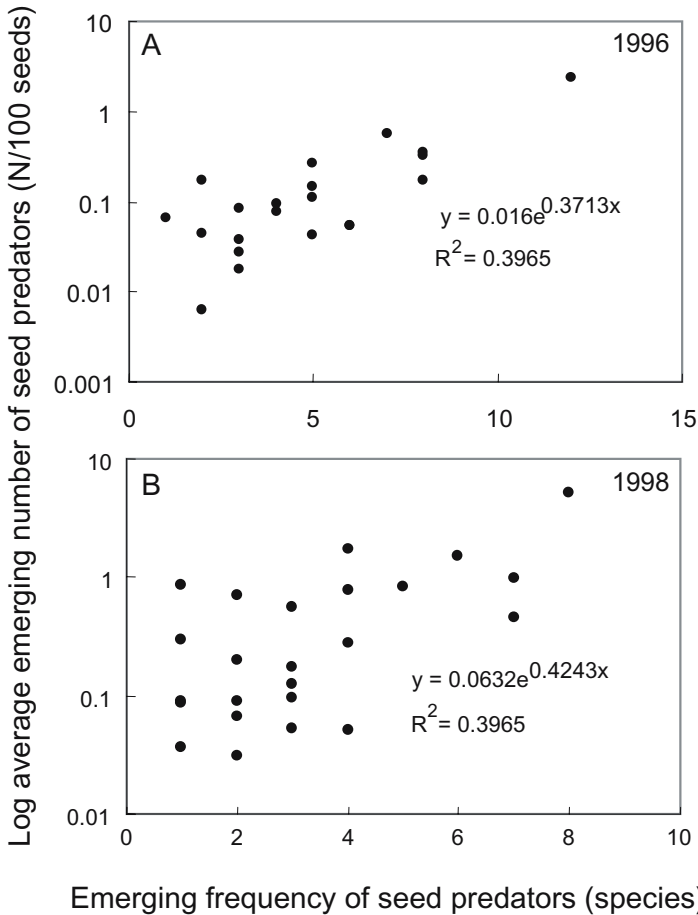 Log average emerging number of seed predators (N/100 seeds)
A
1996
10
1
0.1
0.01
0.001
y = 0.016e^0.3713x
R^2 = 0.3965
0 5 10 15
B
1998
10
1
0.1
0.01
y = 0.0632e^0.4243x
R^2 = 0.3965
0 2 4 6 8 10
Emerging frequency of seed predators (species)